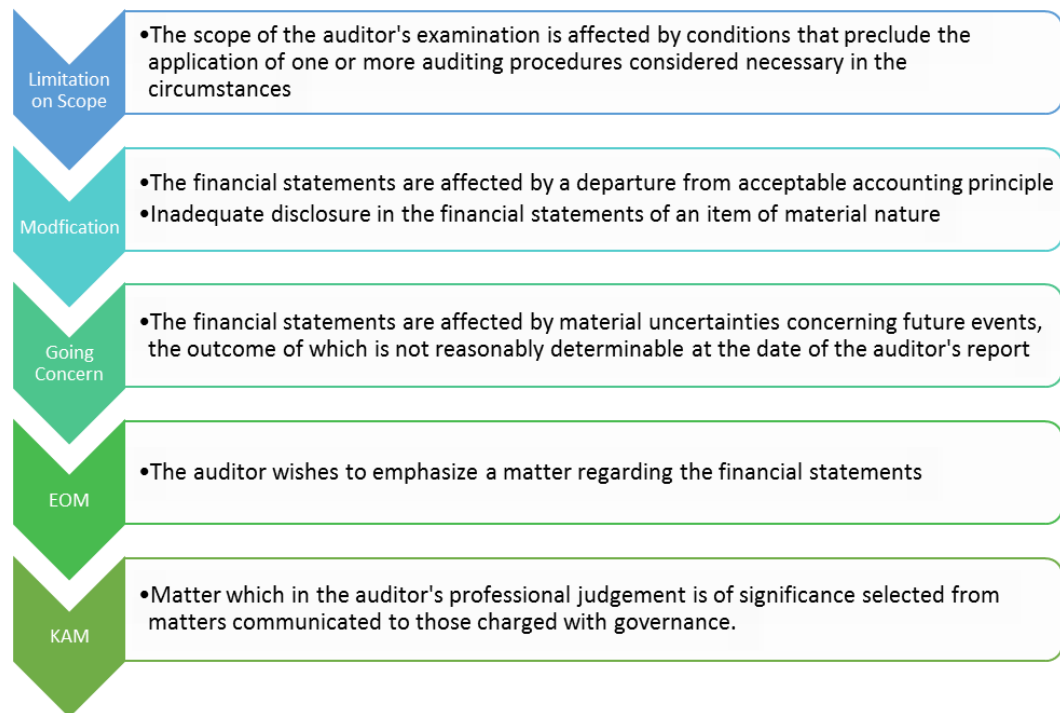 Limitation
on Scope
•The scope of the auditor's examination is affected by conditions that preclude the
application of one or more auditing procedures considered necessary in the
circumstances
Modfication
•The financial statements are affected by a departure from acceptable accounting principle
•Inadequate disclosure in the financial statements of an item of material nature
Going
Concern
•The financial statements are affected by material uncertainties concerning future events,
the outcome of which is not reasonably determinable at the date of the auditor's report
EOM
•The auditor wishes to emphasize a matter regarding the financial statements
KAM
•Matter which in the auditor's professional judgement is of significance selected from
matters communicated to those charged with governance.